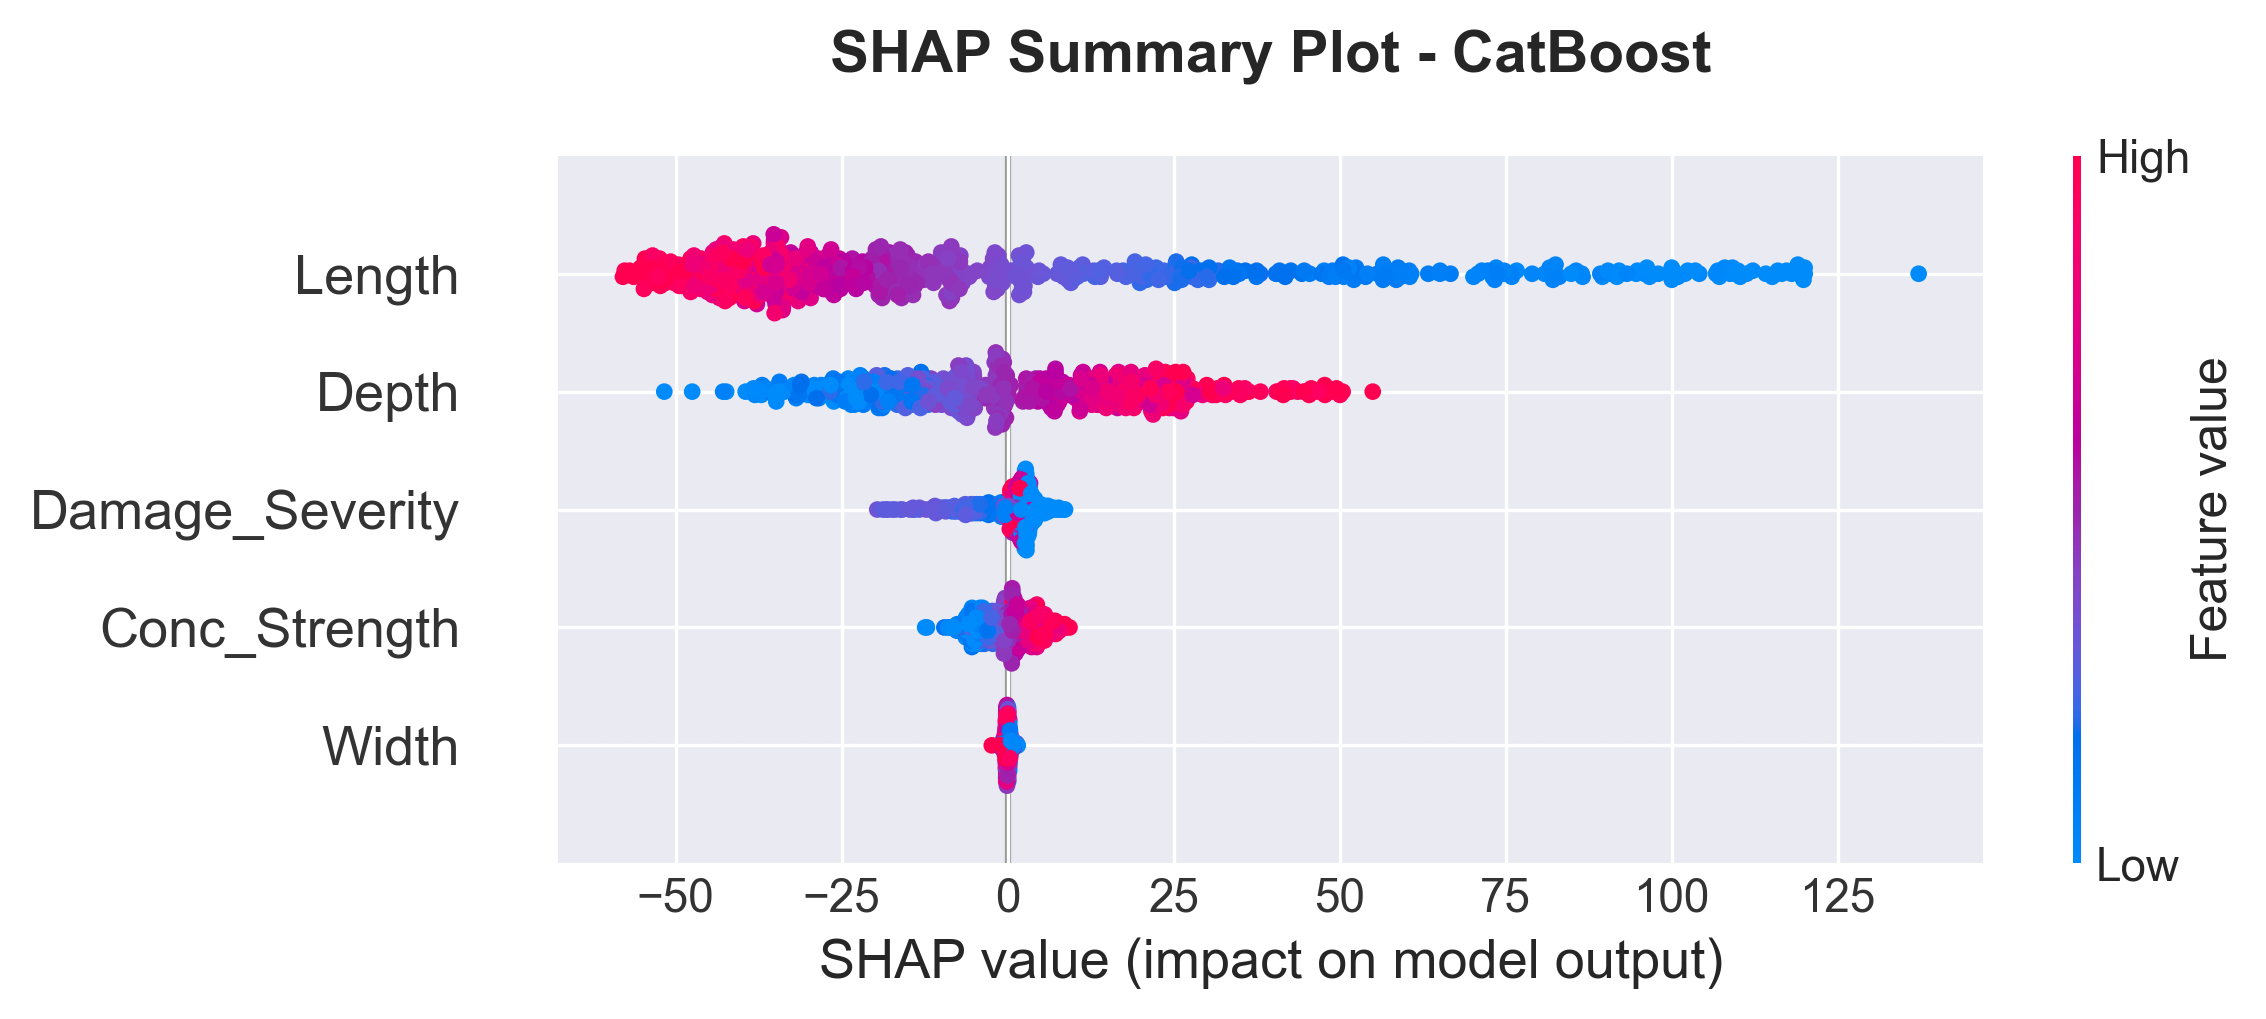 SHAP Summary Plot - CatBoost
High
Length
Depth
Damage_Severity
Conc_Strength
Width
Feature value
Low
−50 −25 0 25 50 75 100 125
SHAP value (impact on model output)